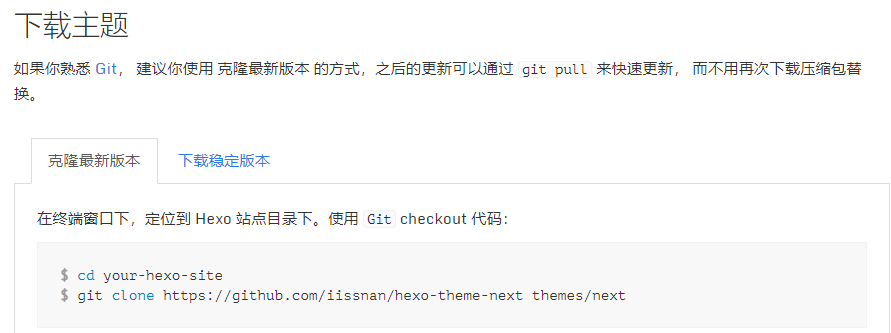 下载主题
如果你熟悉 Git， 建议你使用 克隆最新版本 的方式，之后的更新可以通过 git pull 来快速更新， 而不用再次下载压缩包替
换。
克隆最新版本 下载稳定版本
在终端窗口下，定位到 Hexo 站点目录下。使用 Git checkout 代码：
$ cd your-hexo-site
$ git clone https://github.com/iissnan/hexo-theme-next themes/next